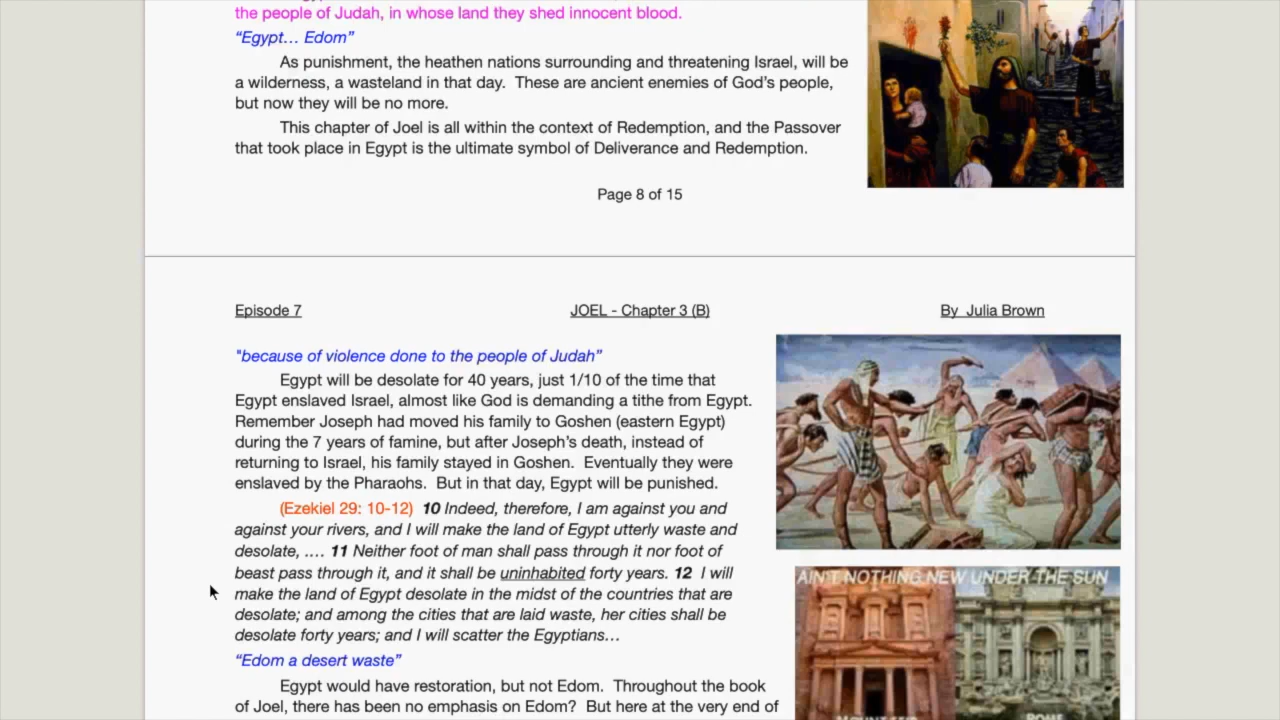 the people of Judah, in whose land they shed innocent blood.
“Egypt… Edom”
As punishment, the heathen nations surrounding and threatening Israel, will be
a wilderness, a wasteland in that day.  These are ancient enemies of God’s people,
but now they will be no more.
This chapter of Joel is all within the context of Redemption, and the Passover
that took place in Egypt is the ultimate symbol of Deliverance and Redemption.
Page 8 of 15
Episode 7 JOEL - Chapter 3 (B) By  Julia Brown
"because of violence done to the people of Judah”
Egypt will be desolate for 40 years, just 1/10 of the time that
Egypt enslaved Israel, almost like God is demanding a tithe from Egypt.
Remember Joseph had moved his family to Goshen (eastern Egypt)
during the 7 years of famine, but after Joseph’s death, instead of
returning to Israel, his family stayed in Goshen.  Eventually they were
enslaved by the Pharaohs.  But in that day, Egypt will be punished.
(Ezekiel 29: 10-12)  10 Indeed, therefore, I am against you and
against your rivers, and I will make the land of Egypt utterly waste and
desolate, …. 11 Neither foot of man shall pass through it nor foot of
beast pass through it, and it shall be uninhabited forty years. 12  I will
make the land of Egypt desolate in the midst of the countries that are
desolate; and among the cities that are laid waste, her cities shall be
desolate forty years; and I will scatter the Egyptians…
AIN'T NOTHING NEW UNDER THE SUN
“Edom a desert waste”
Egypt would have restoration, but not Edom.  Throughout the book
of Joel, there has been no emphasis on Edom?  But here at the very end of